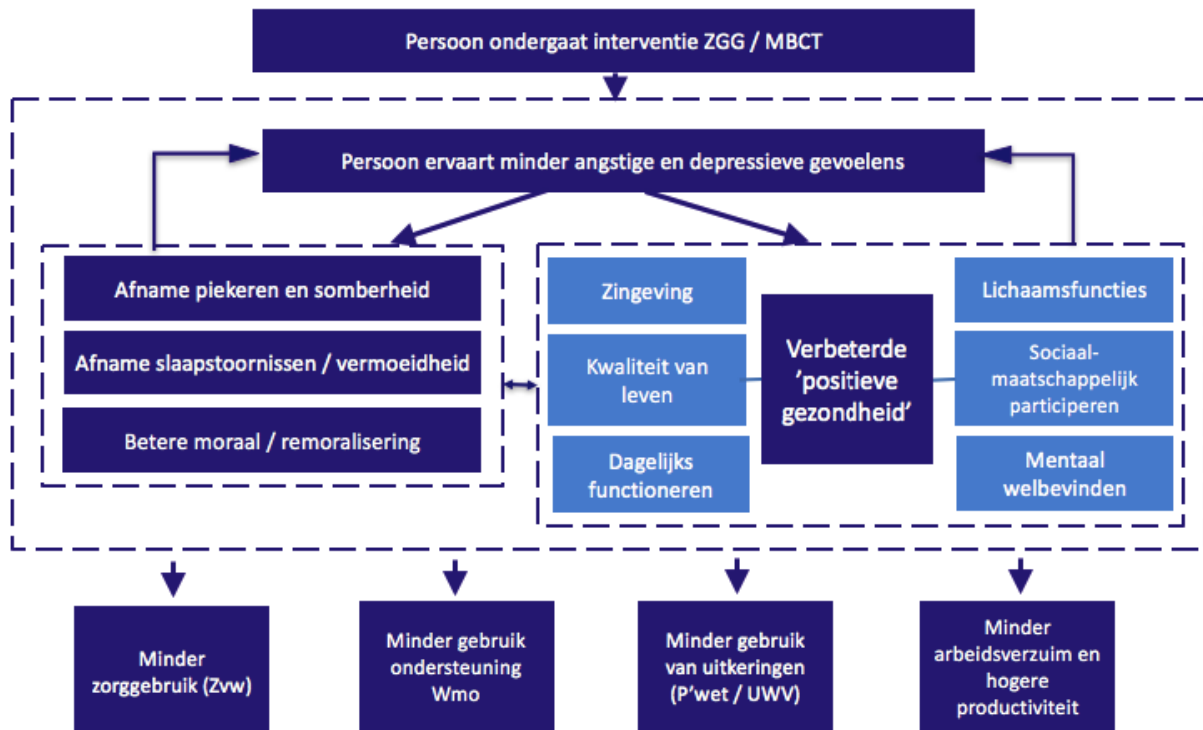 Persoon ondergaat interventie ZGG / MBCT
Persoon ervaart minder angstige en depressieve gevoelens
Afname piekeren en somberheid
Afname slaapstoornissen / vermoeidheid
Betere moraal / remoralisering
Zingeving
Kwaliteit van
leven
Dagelijks
functioneren
Verbeterde
'positieve
gezondheid'
Lichaamsfuncties
Sociaal-
maatschappelijk
participeren
Mentaal
welbevinden
Minder
zorggebruik (Zvw)
Minder gebruik
ondersteuning
Wmo
Minder gebruik
van uitkeringen
(P'wet / UWV)
Minder
arbeidsverzuim en
hogere
productiviteit